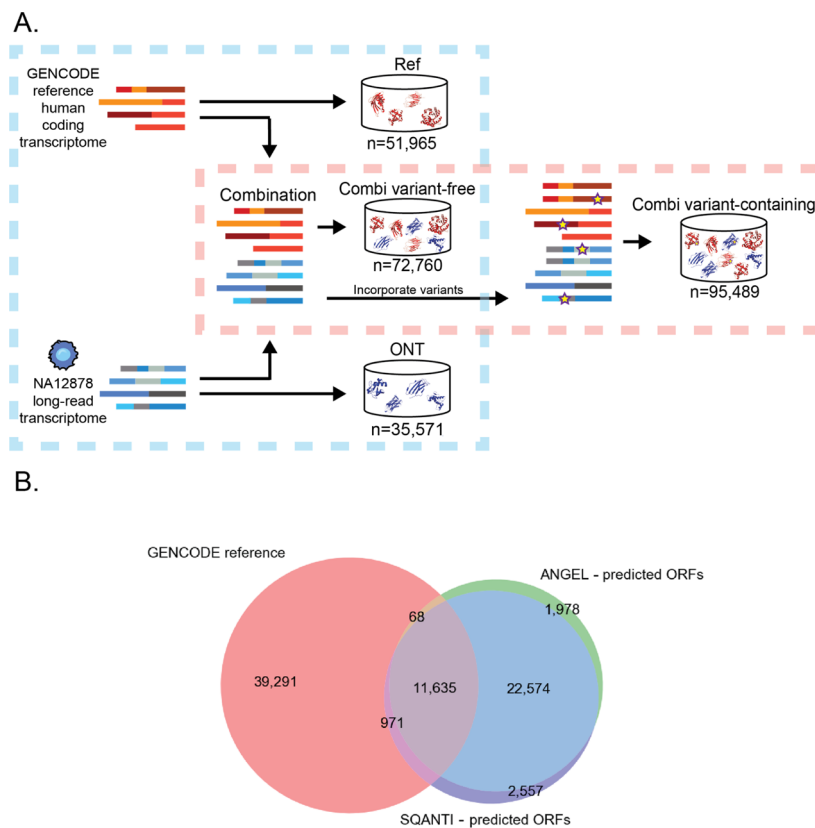 A.
GENCODE
reference
human
coding
transcriptome
Ref
n=51,965
Combination
Combi variant-free
n=72,760
Incorporate variants
Combi variant-containing
n=95,489
NA12878
long-read
transcriptome
ONT
n=35,571
B.
GENCODE reference
ANGEL - predicted ORFs
1,978
68
39,291
11,635
22,574
971
2,557
SQANTI - predicted ORFs